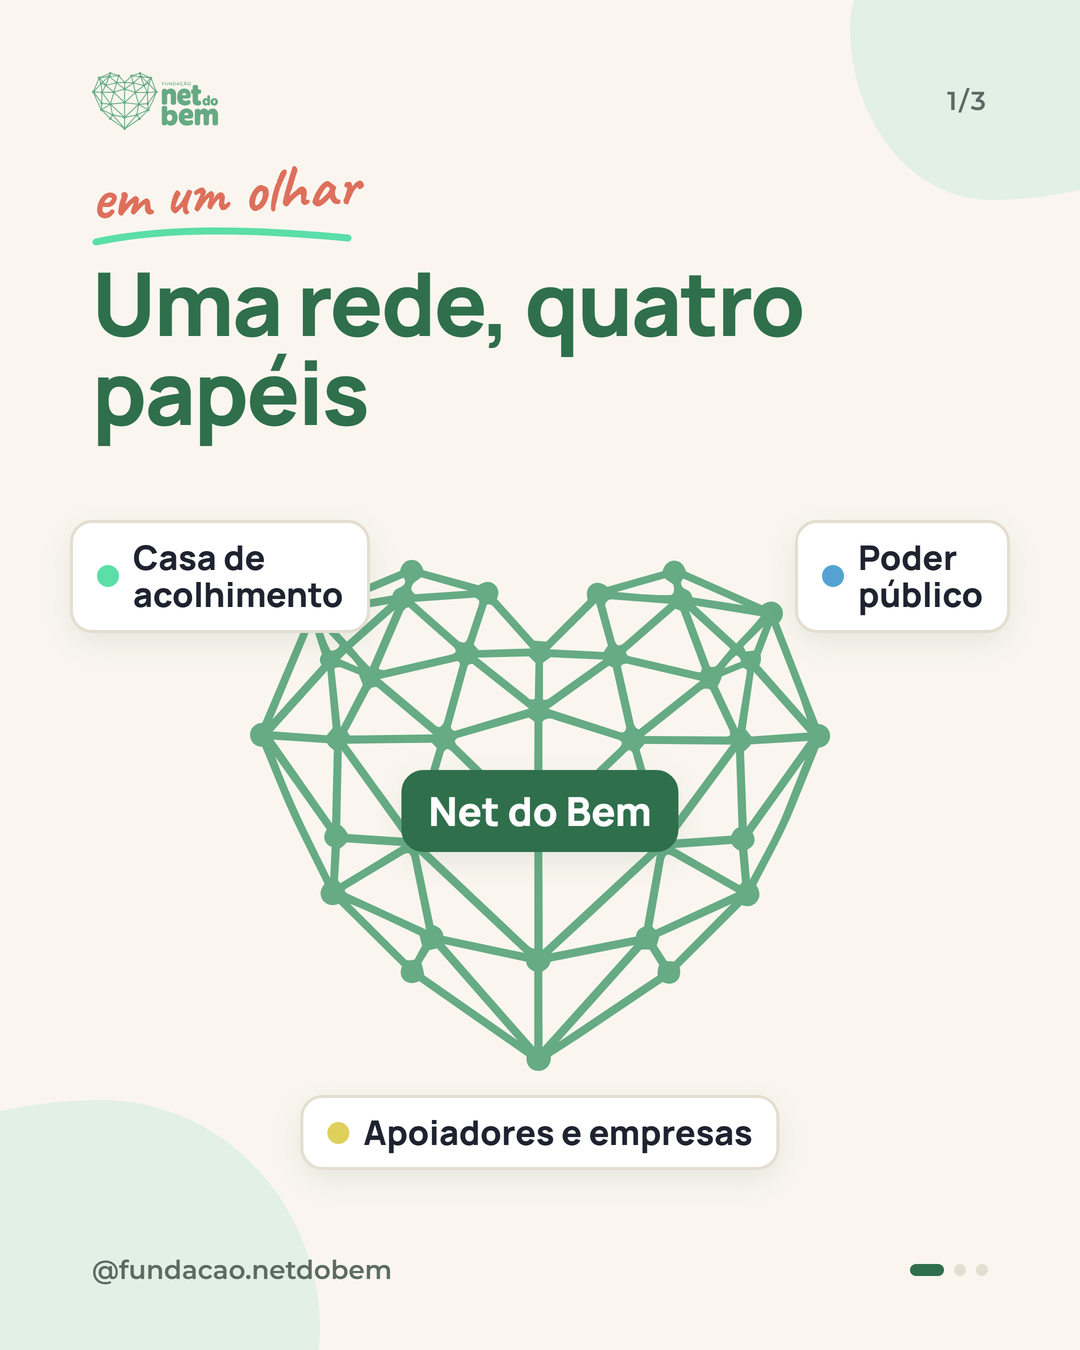 FUNDAÇÃO
net do
bem
1/3
em um olhar
Uma rede, quatro
papéis
Casa de
acolhimento
Poder
público
Net do Bem
Apoiadores e empresas
@fundacao.netdobem